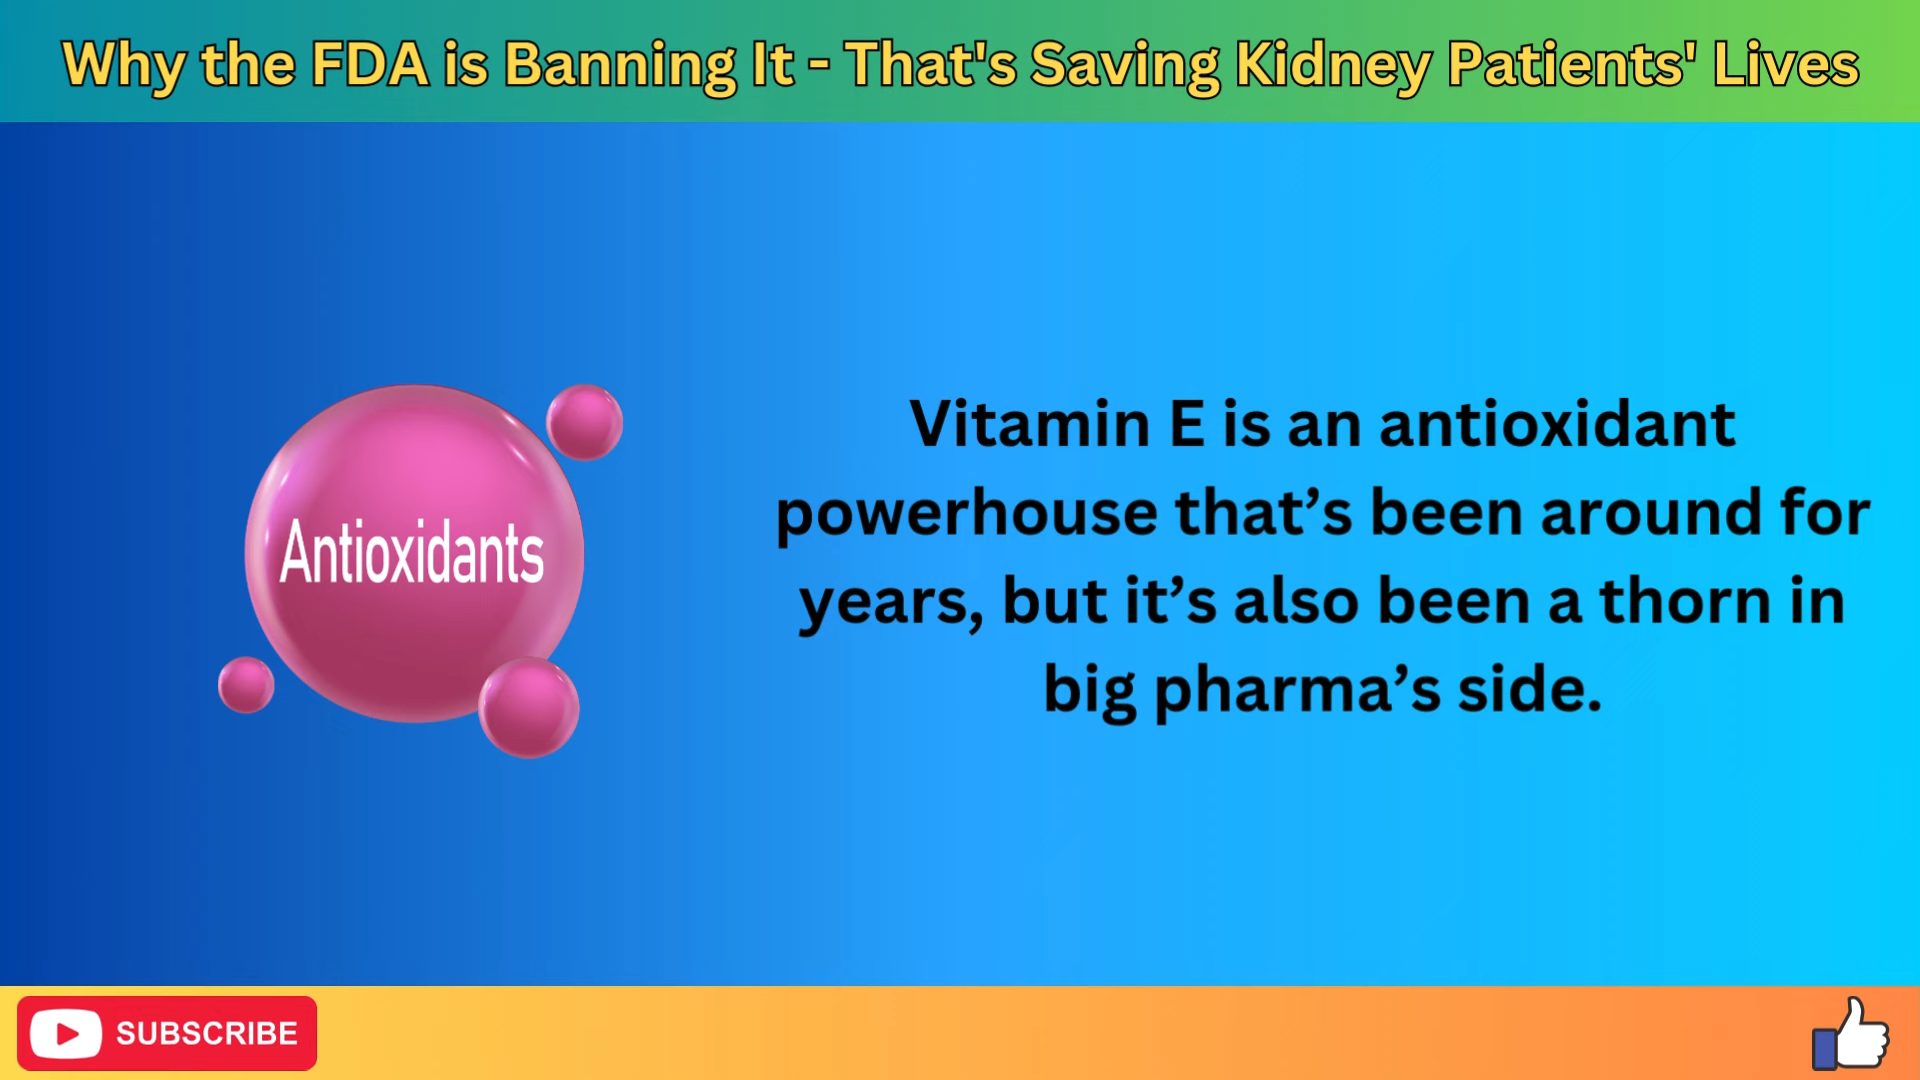 Why the FDA is Banning It - That's Saving Kidney Patients' Lives
Antioxidants
Vitamin E is an antioxidant
powerhouse that’s been around for
years, but it’s also been a thorn in
big pharma’s side.
SUBSCRIBE